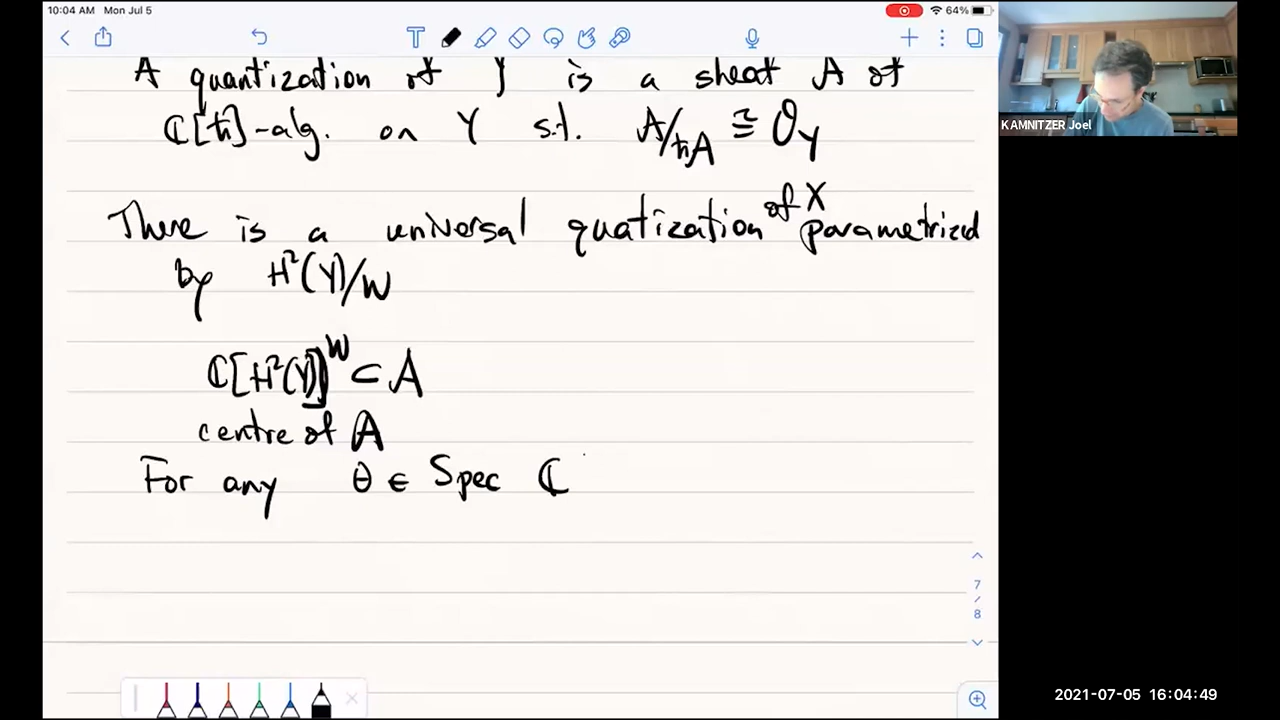 10:04 AM Mon Jul 5
64%
A quantization of Y is a sheaf A of
ℂ[ħ]-alg. on Y s.t. A/ħA ≅ O_Y
There is a universal quatization of X parametrized
by H²(Y)/W
ℂ[H²(Y)]^W ⊂ A
centre of A
For any θ ∈ Spec ℂ
7
/
8
KAMNITZER Joel
2021-07-05 16:04:49